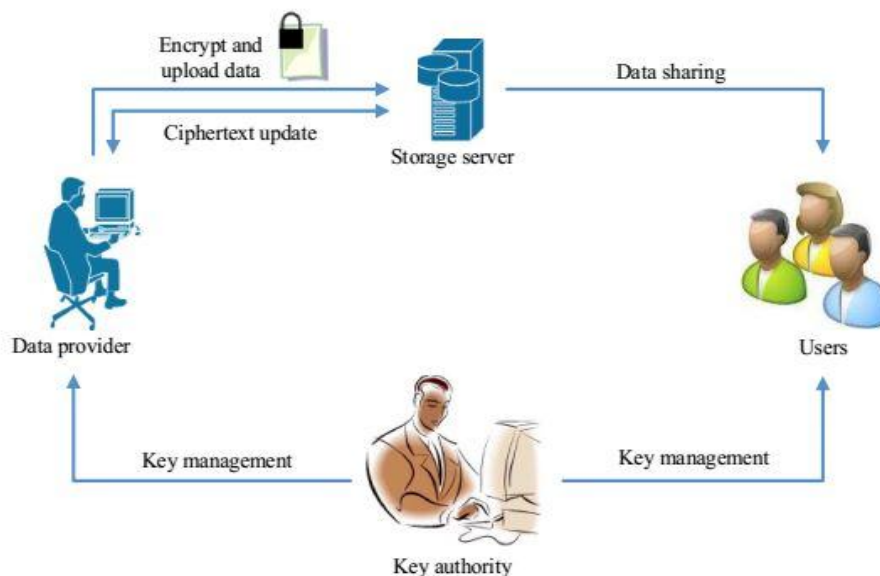 Encrypt and
upload data
Data sharing
Ciphertext update
Storage server
Data provider
Users
Key management
Key management
Key authority